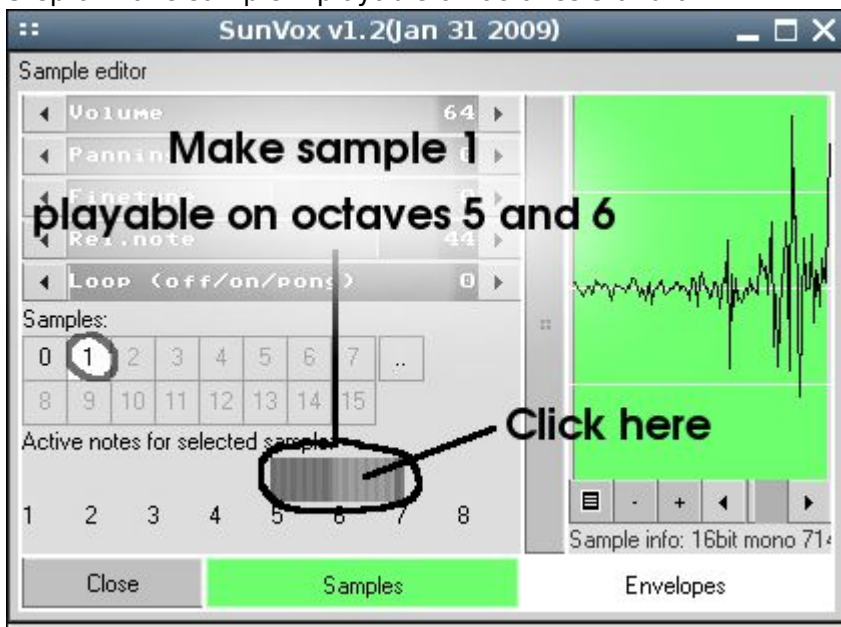 SunVox v1.2(Jan 31 2009)
Sample editor
Volume 64
Make sample 1
playable on octaves 5 and 6
Rel.note 44
Loop (off/on/pong) 0
Samples:
0 1 2 3 4 5 6 7 ..
8 9 10 11 12 13 14 15
Click here
Active notes for selected sample:
1 2 3 4 5 6 7 8
- +
Sample info: 16bit mono 714
Close Samples Envelopes